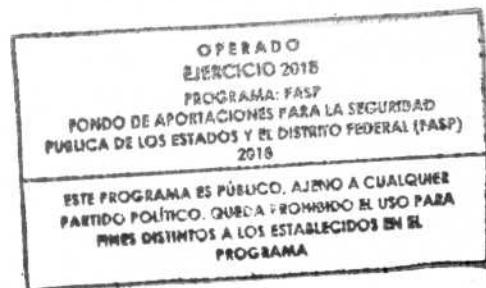 OPERADO
EJERCICIO 2018
PROGRAMA: FASP
FONDO DE APORTACIONES PARA LA SEGURIDAD
PUBLICA DE LOS ESTADOS Y EL DISTRITO FEDERAL (FASP)
2018
ESTE PROGRAMA ES PÚBLICO, AJENO A CUALQUIER
PARTIDO POLÍTICO. QUEDA PROHIBIDO EL USO PARA
FINES DISTINTOS A LOS ESTABLECIDOS EN EL
PROGRAMA